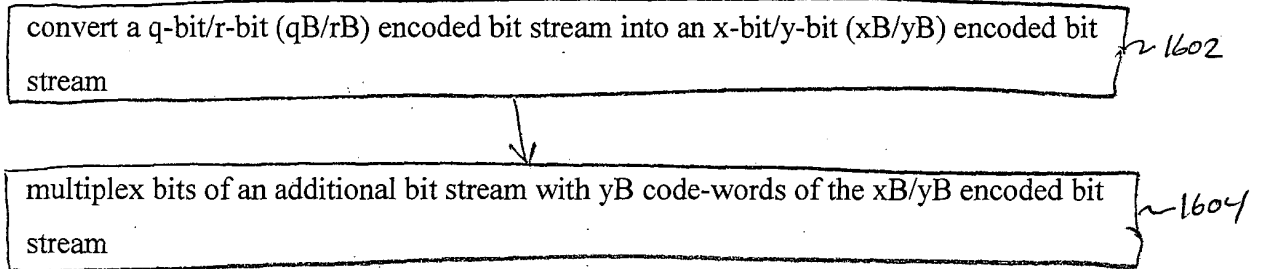 convert a q-bit/r-bit (qB/rB) encoded bit stream into an x-bit/y-bit (xB/yB) encoded bit
stream
1602
multiplex bits of an additional bit stream with yB code-words of the xB/yB encoded bit
stream
1604